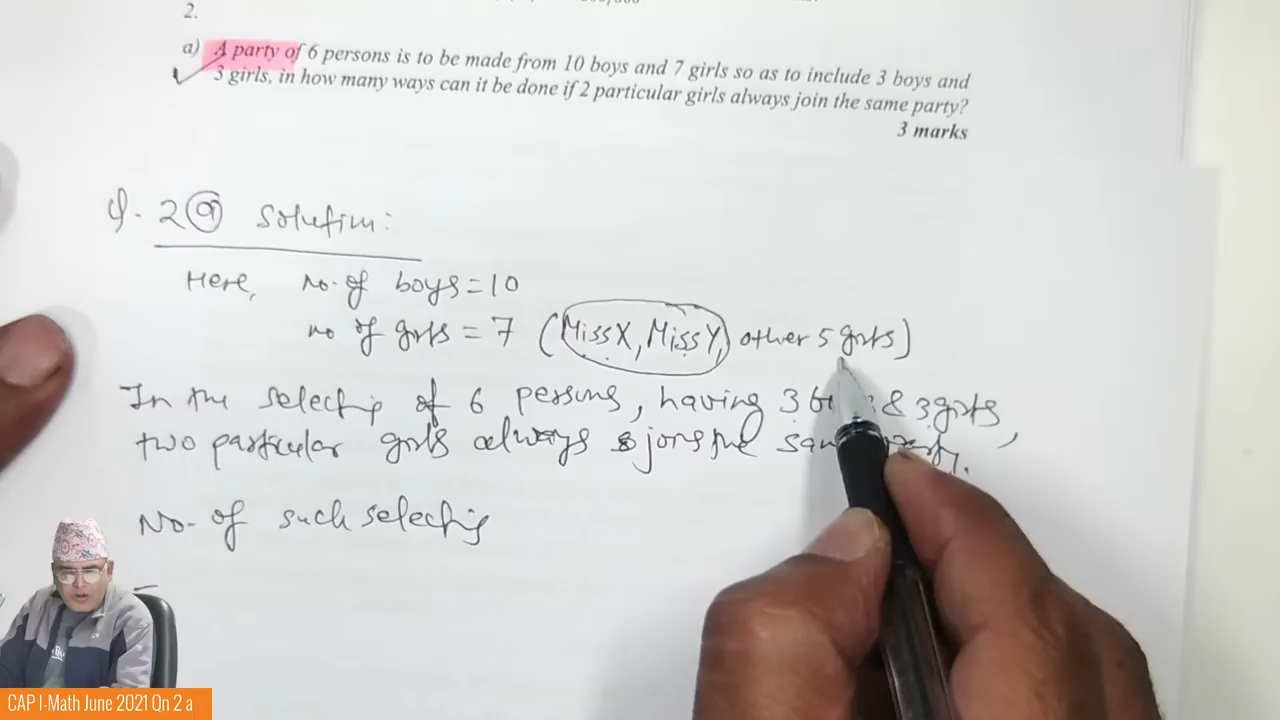 2.
a) A party of 6 persons is to be made from 10 boys and 7 girls so as to include 3 boys and
3 girls, in how many ways can it be done if 2 particular girls always join the same party?
3 marks
Q. 2 a Solution:
Here, No. of boys = 10
no of girls = 7 (Miss X, Miss Y, other 5 girls)
In the selection of 6 persons, having 3 & 3 girls,
two particular girls always the
No. of such selection
CAP I-Math June 2021 Qn 2 a